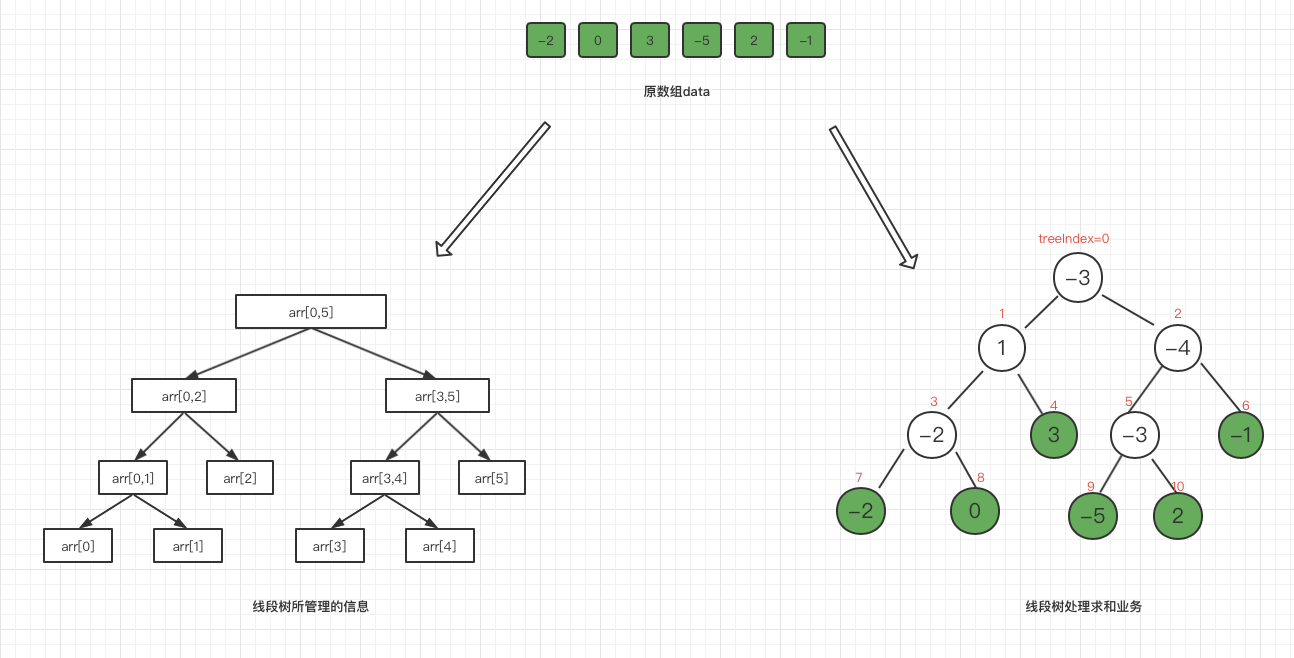 −2 0 3 −5 2 −1
原数组data
treeIndex=0
−3
arr[0,5]
1 2
1 −4
arr[0,2] arr[3,5]
3 4 5 6
−2 3 −3 −1
arr[0,1] arr[2] arr[3,4] arr[5]
7 8 9 10
−2 0 −5 2
arr[0] arr[1] arr[3] arr[4]
线段树所管理的信息 线段树处理求和业务